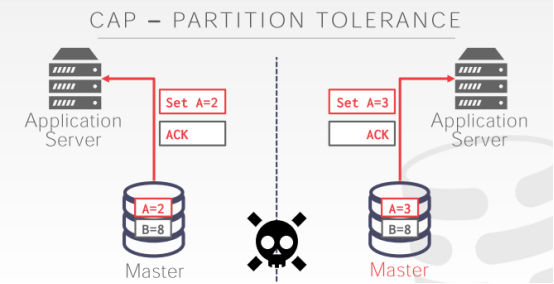 CAP – PARTITION TOLERANCE
Application
Server
Set A=2
ACK
A=2
B=8
Master
Set A=3
ACK
Application
Server
A=3
B=8
Master